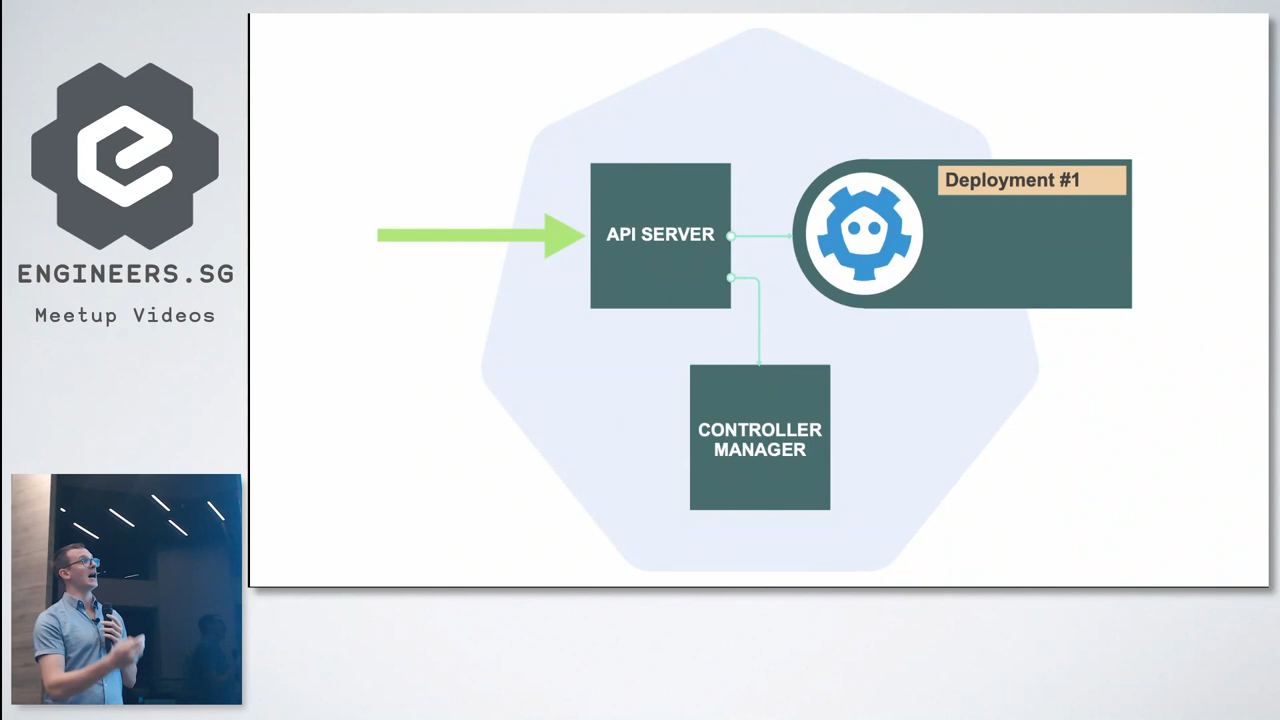 ENGINEERS.SG
Meetup Videos
API SERVER
Deployment #1
CONTROLLER
MANAGER